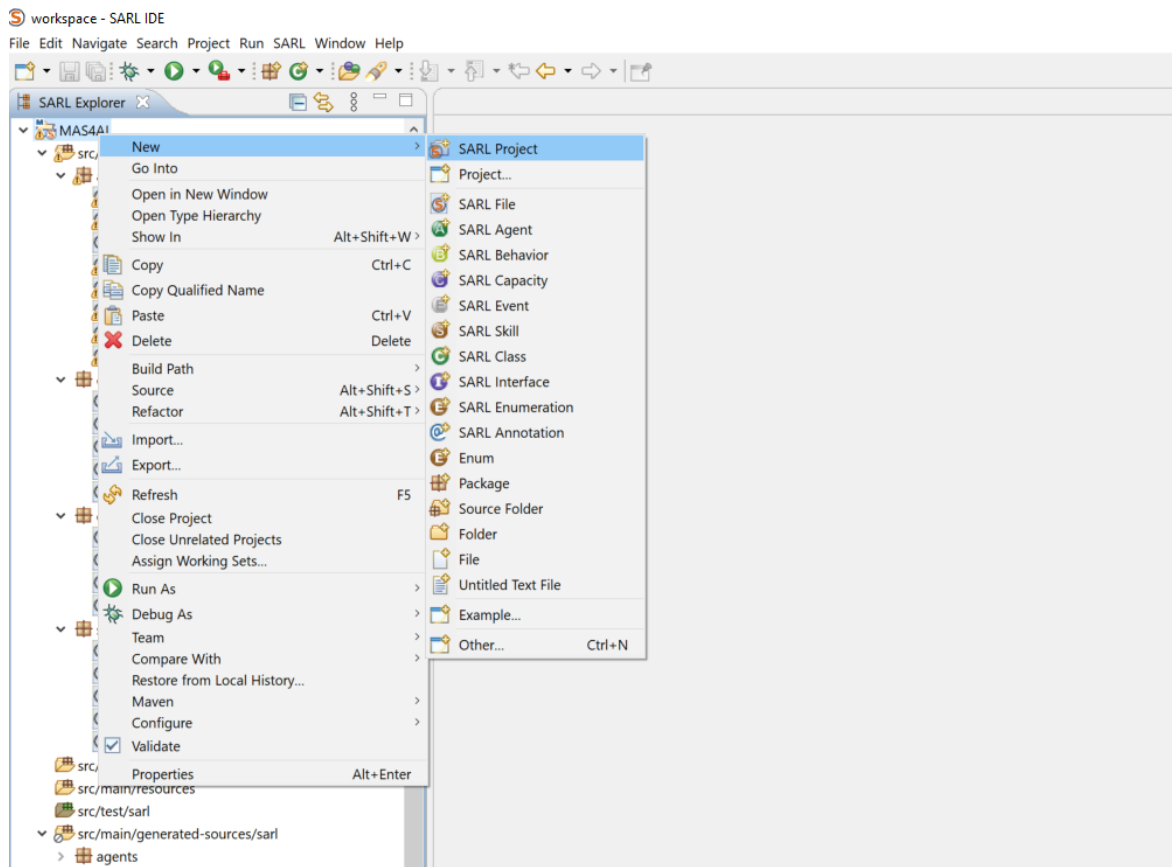 workspace - SARL IDE
File Edit Navigate Search Project Run SARL Window Help
SARL Explorer
MAS4AI
src/
New
Go Into
Open in New Window
Open Type Hierarchy
Show In Alt+Shift+W
Copy Ctrl+C
Copy Qualified Name
Paste Ctrl+V
Delete Delete
Build Path
Source Alt+Shift+S
Refactor Alt+Shift+T
Import...
Export...
Refresh F5
Close Project
Close Unrelated Projects
Assign Working Sets...
Run As
Debug As
Team
Compare With
Restore from Local History...
Maven
Configure
Validate
Properties Alt+Enter
SARL Project
Project...
SARL File
SARL Agent
SARL Behavior
SARL Capacity
SARL Event
SARL Skill
SARL Class
SARL Interface
SARL Enumeration
SARL Annotation
Enum
Package
Source Folder
Folder
File
Untitled Text File
Example...
Other... Ctrl+N
src/
src/main/resources
src/test/sarl
src/main/generated-sources/sarl
agents